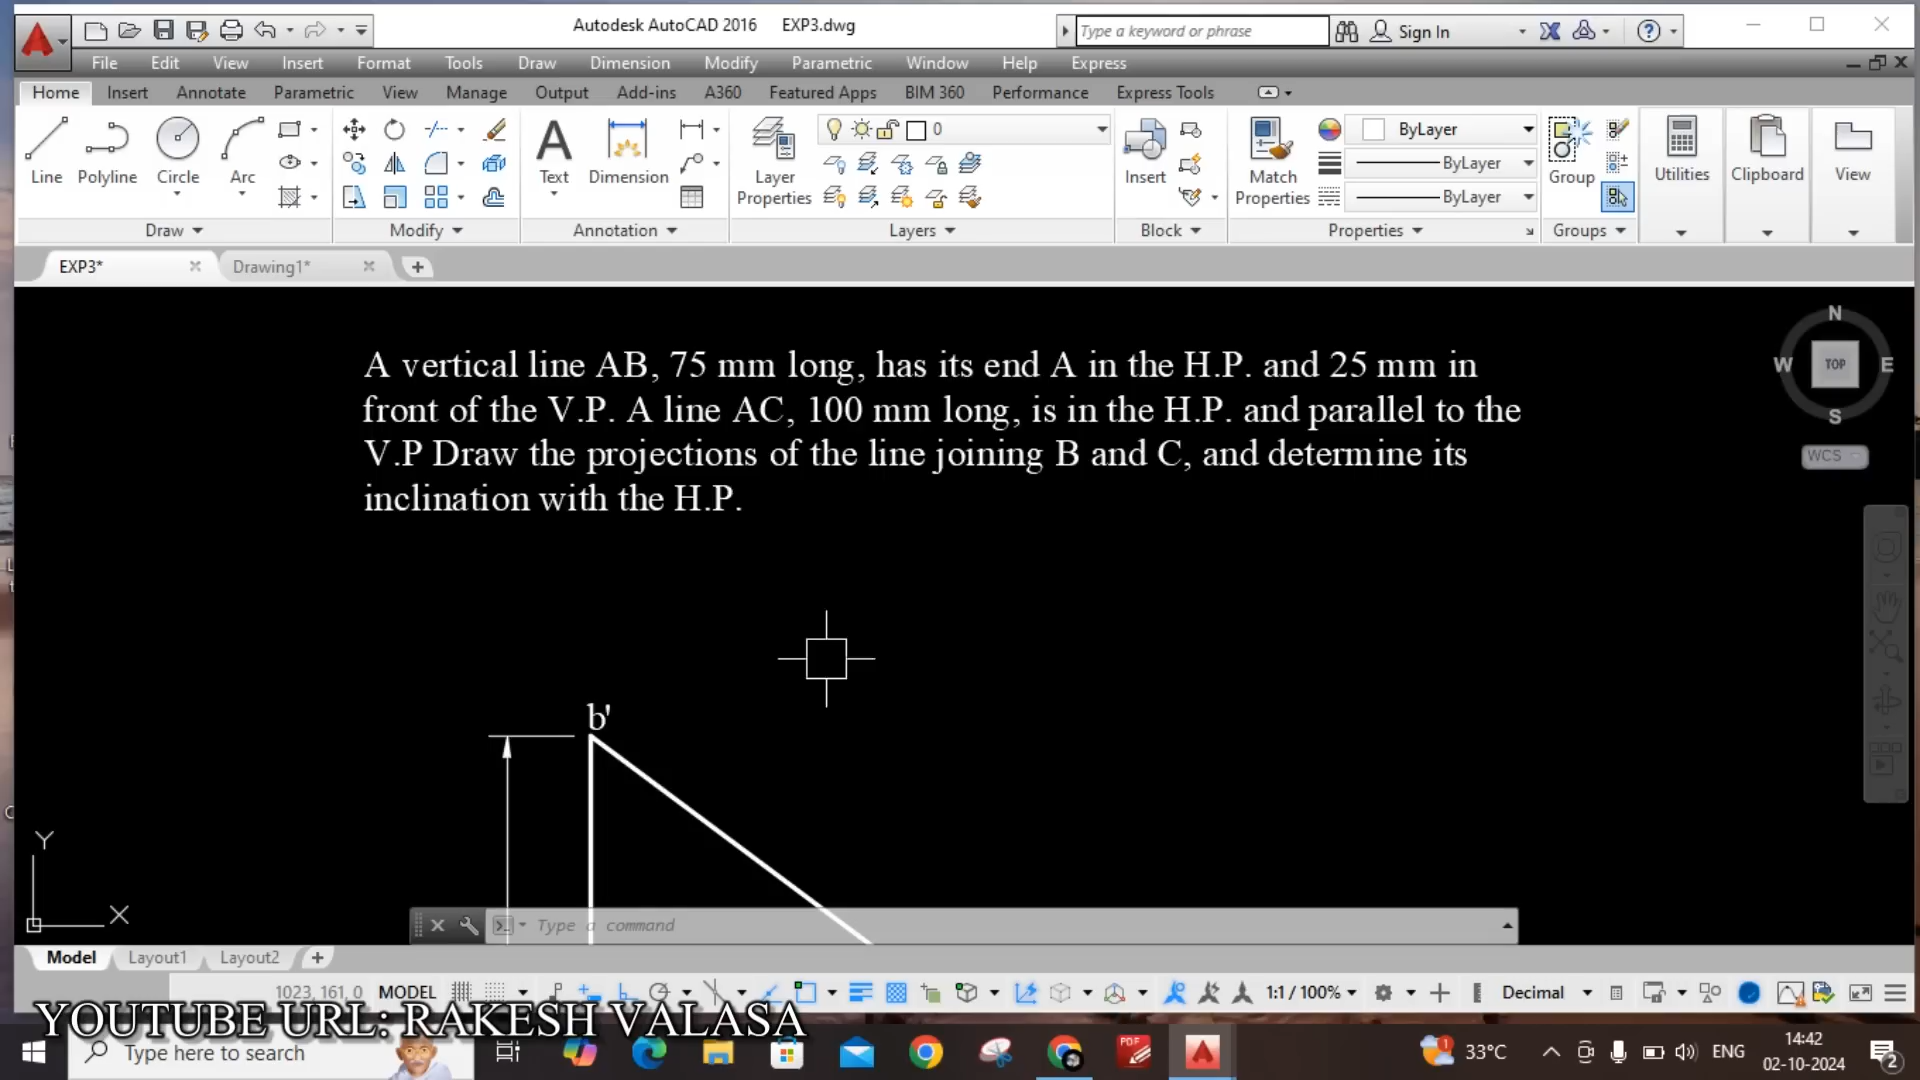 Autodesk AutoCAD 2016 EXP3.dwg
Type a keyword or phrase
Sign In
File Edit View Insert Format Tools Draw Dimension Modify Parametric Window Help Express
Home Insert Annotate Parametric View Manage Output Add-ins A360 Featured Apps BIM 360 Performance Express Tools
0
ByLayer
ByLayer
ByLayer
Line Polyline Circle Arc
Text Dimension
Layer
Properties
Insert
Match
Properties
Group
Utilities
Clipboard
View
Draw Modify Annotation Layers Block Properties Groups
EXP3* Drawing1*
A vertical line AB, 75 mm long, has its end A in the H.P. and 25 mm in
front of the V.P. A line AC, 100 mm long, is in the H.P. and parallel to the
V.P Draw the projections of the line joining B and C, and determine its
inclination with the H.P.
N
W TOP E
S
WCS
b'
Y
X
Type a command
Model Layout1 Layout2
1023, 161, 0 MODEL 1:1 / 100% Decimal
YOUTUBE URL: RAKESH VALASA
Type here to search
PDF
1
33°C
ENG
14:42
02-10-2024
2